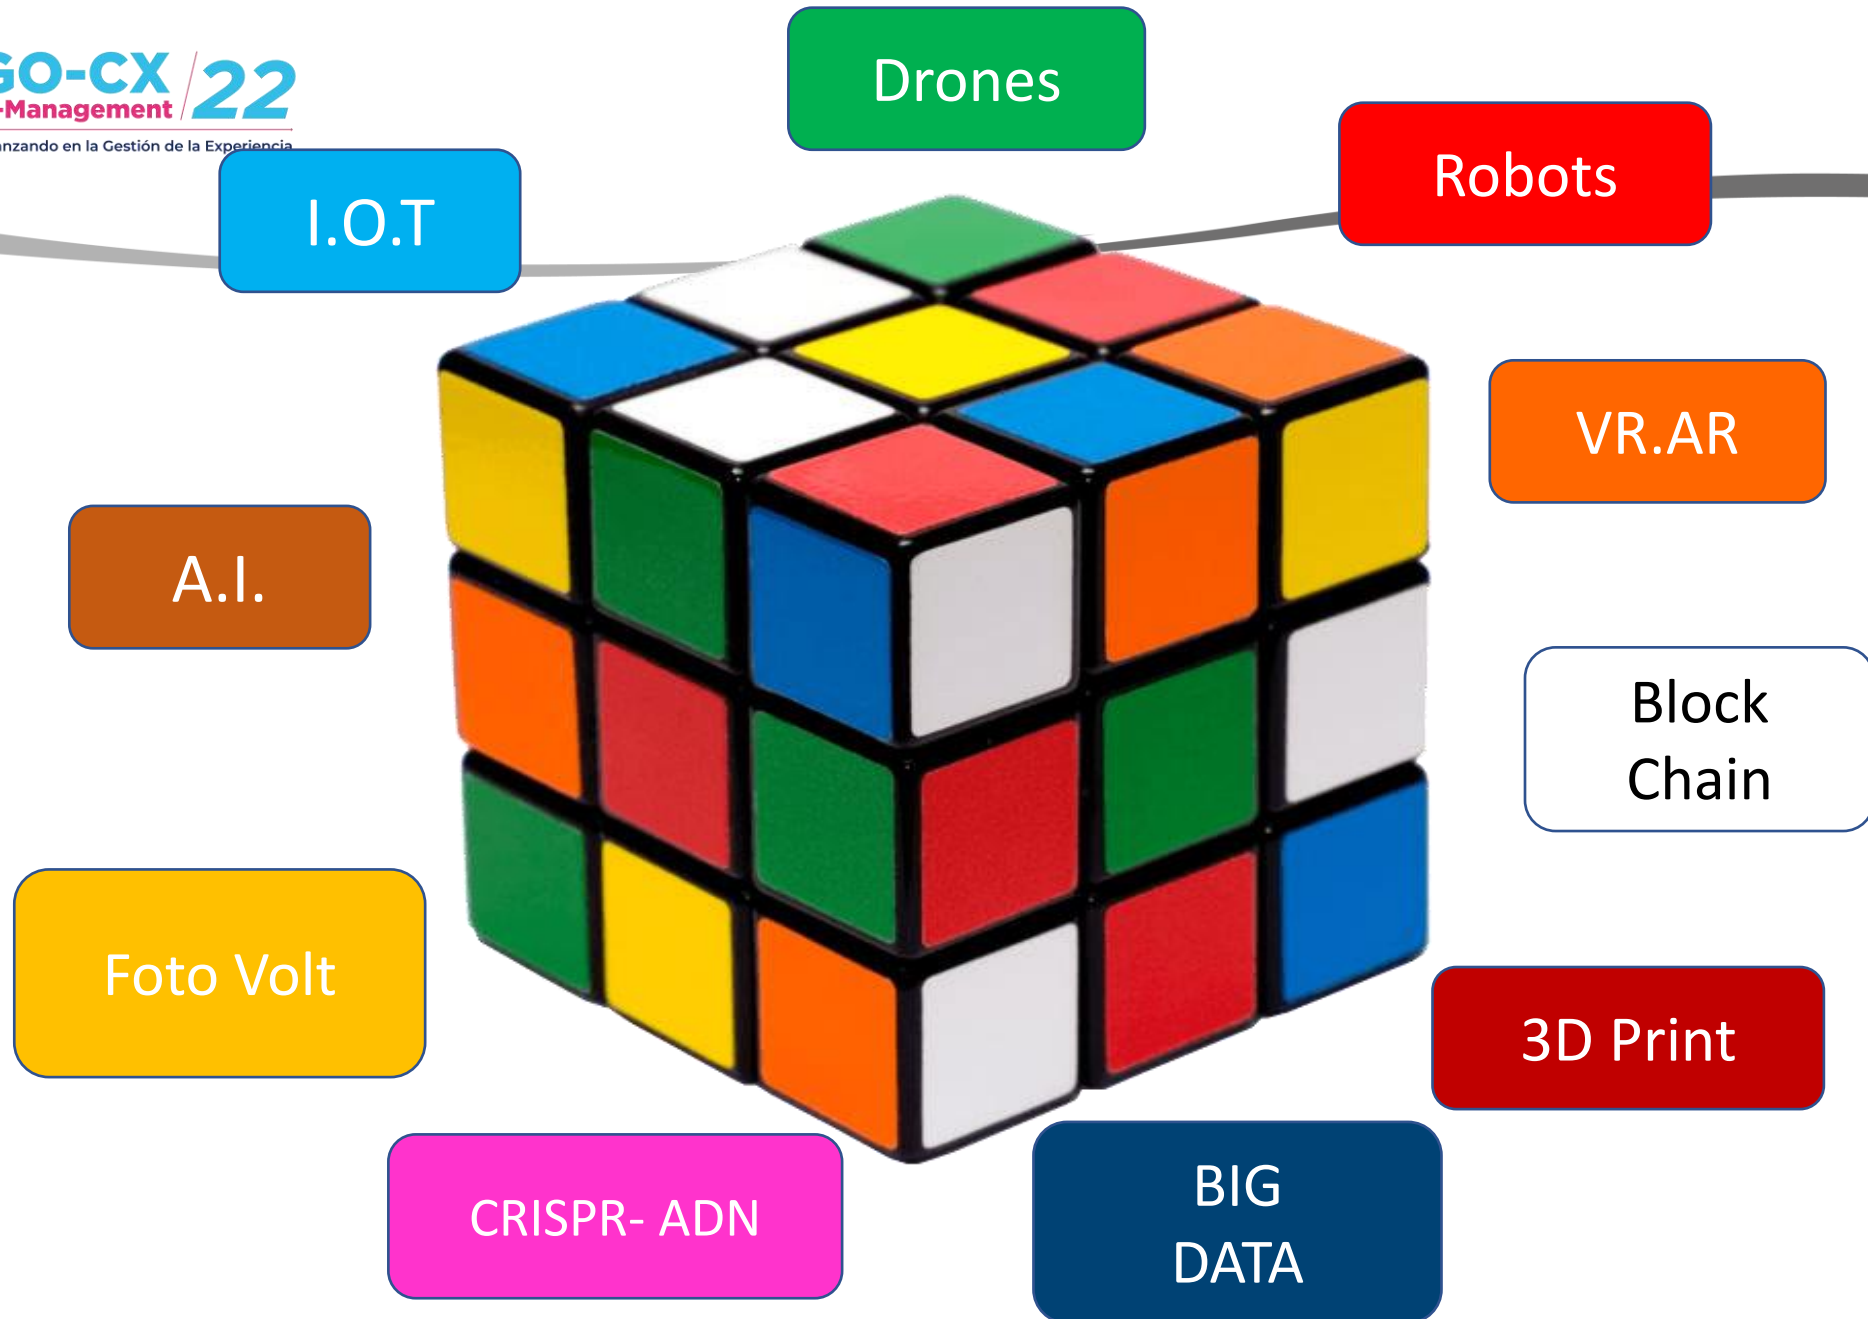 GO-CX /22
-Management
nzando en la Gestión de la Experiencia
Drones
Robots
I.O.T
VR.AR
A.I.
Block
Chain
Foto Volt
3D Print
CRISPR- ADN
BIG
DATA